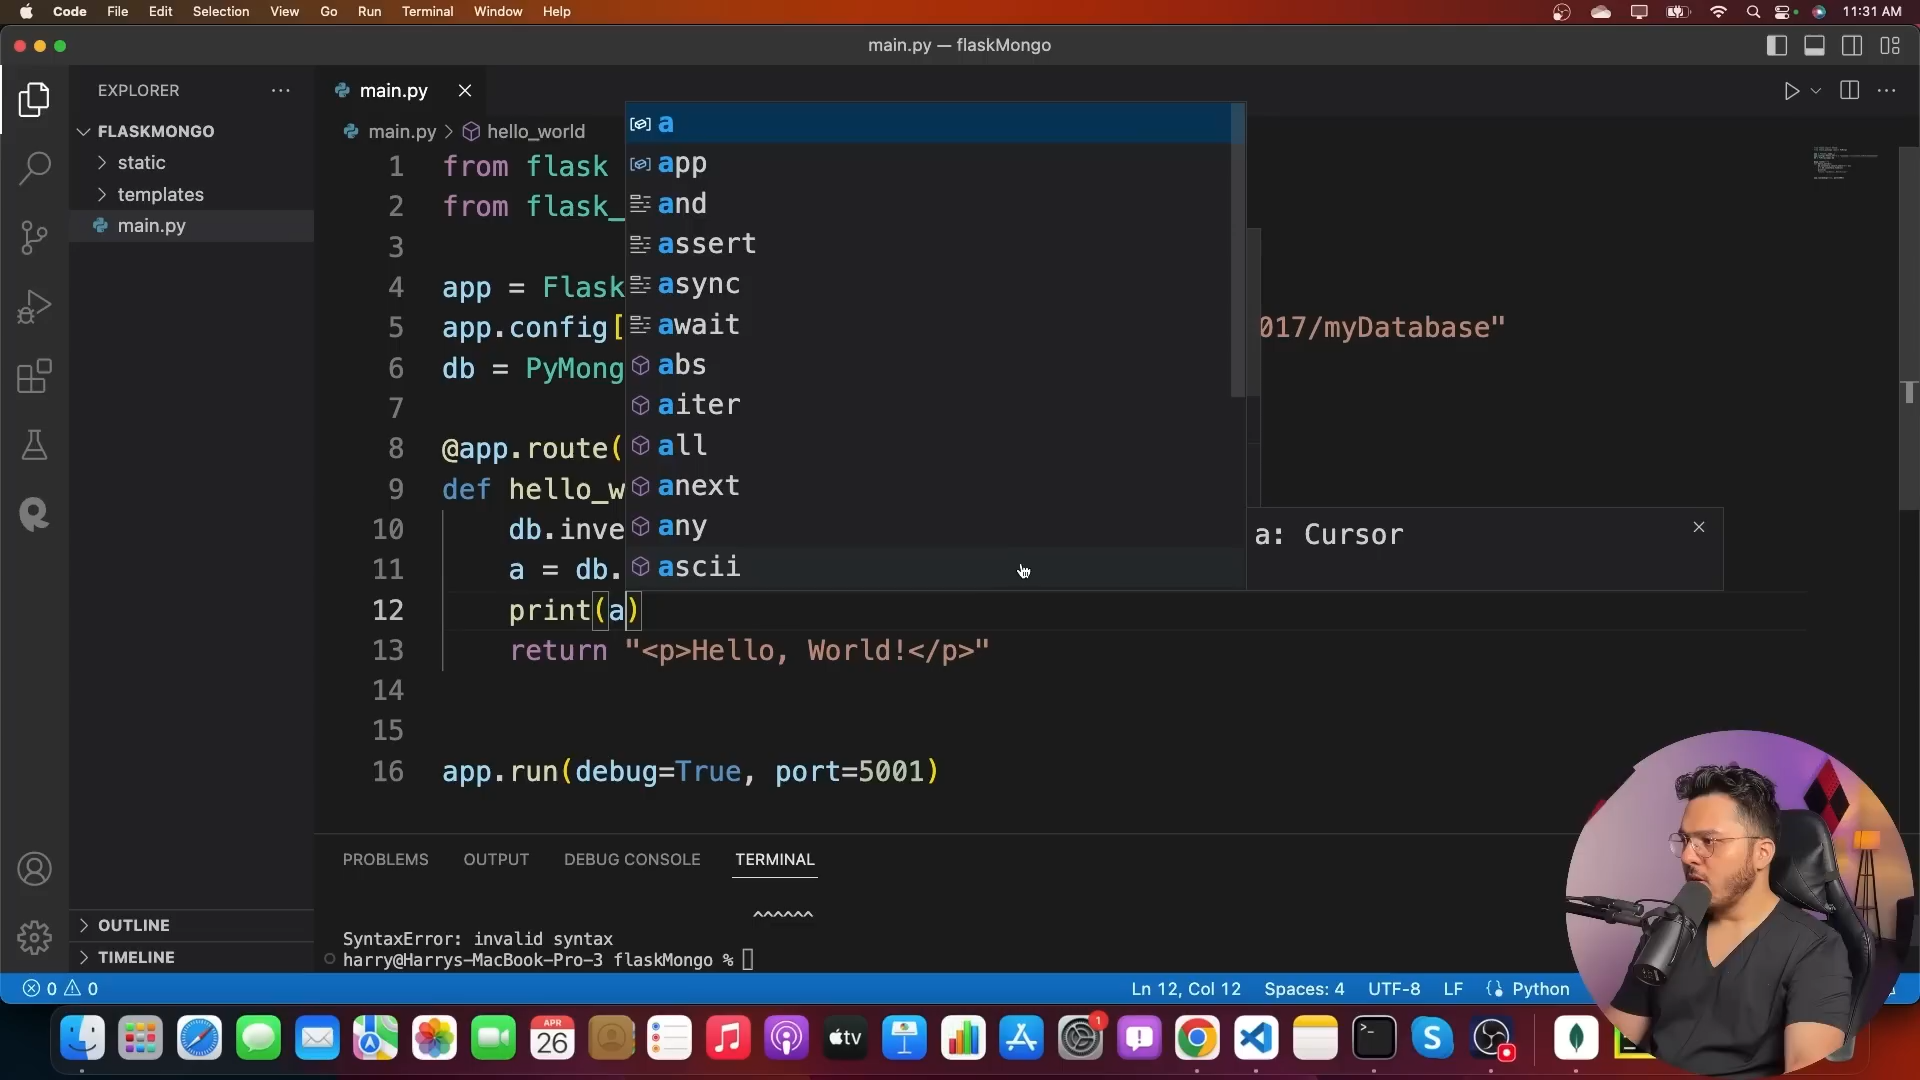 Code File Edit Selection View Go Run Terminal Window Help 11:31 AM
main.py — flaskMongo
EXPLORER
FLASKMONGO
static
templates
main.py
OUTLINE
TIMELINE
main.py
main.py > hello_world
1 from flask
2 from flask_
3
4 app = Flask
5 app.config[ 017/myDatabase"
6 db = PyMong
7
8 @app.route(
9 def hello_w
10 db.inve
11 a = db.
12 print(a)
13 return "<p>Hello, World!</p>"
14
15
16 app.run(debug=True, port=5001)
a
app
and
assert
async
await
abs
aiter
all
anext
any
ascii
a: Cursor
PROBLEMS OUTPUT DEBUG CONSOLE TERMINAL
^^^^^^
SyntaxError: invalid syntax
harry@Harrys-MacBook-Pro-3 flaskMongo %
0 0 Ln 12, Col 12 Spaces: 4 UTF-8 LF Python
APR
26
tv
1